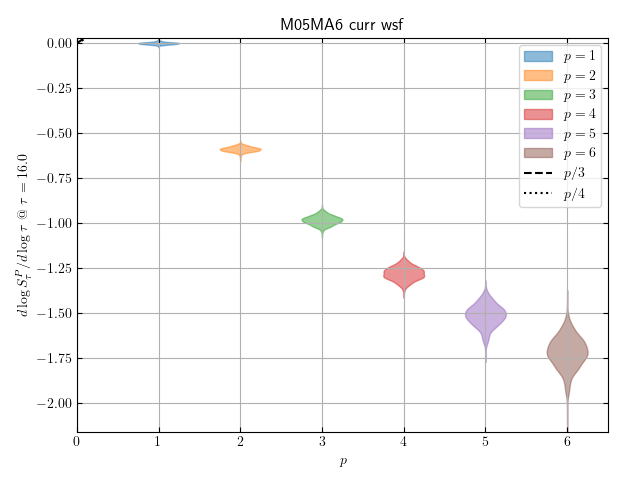 M05MA6 curr wsf
d log S_τ^P / d log τ @ τ = 16.0
0.00
−0.25
−0.50
−0.75
−1.00
−1.25
−1.50
−1.75
−2.00
p = 1
p = 2
p = 3
p = 4
p = 5
p = 6
p/3
p/4
0 1 2 3 4 5 6
p